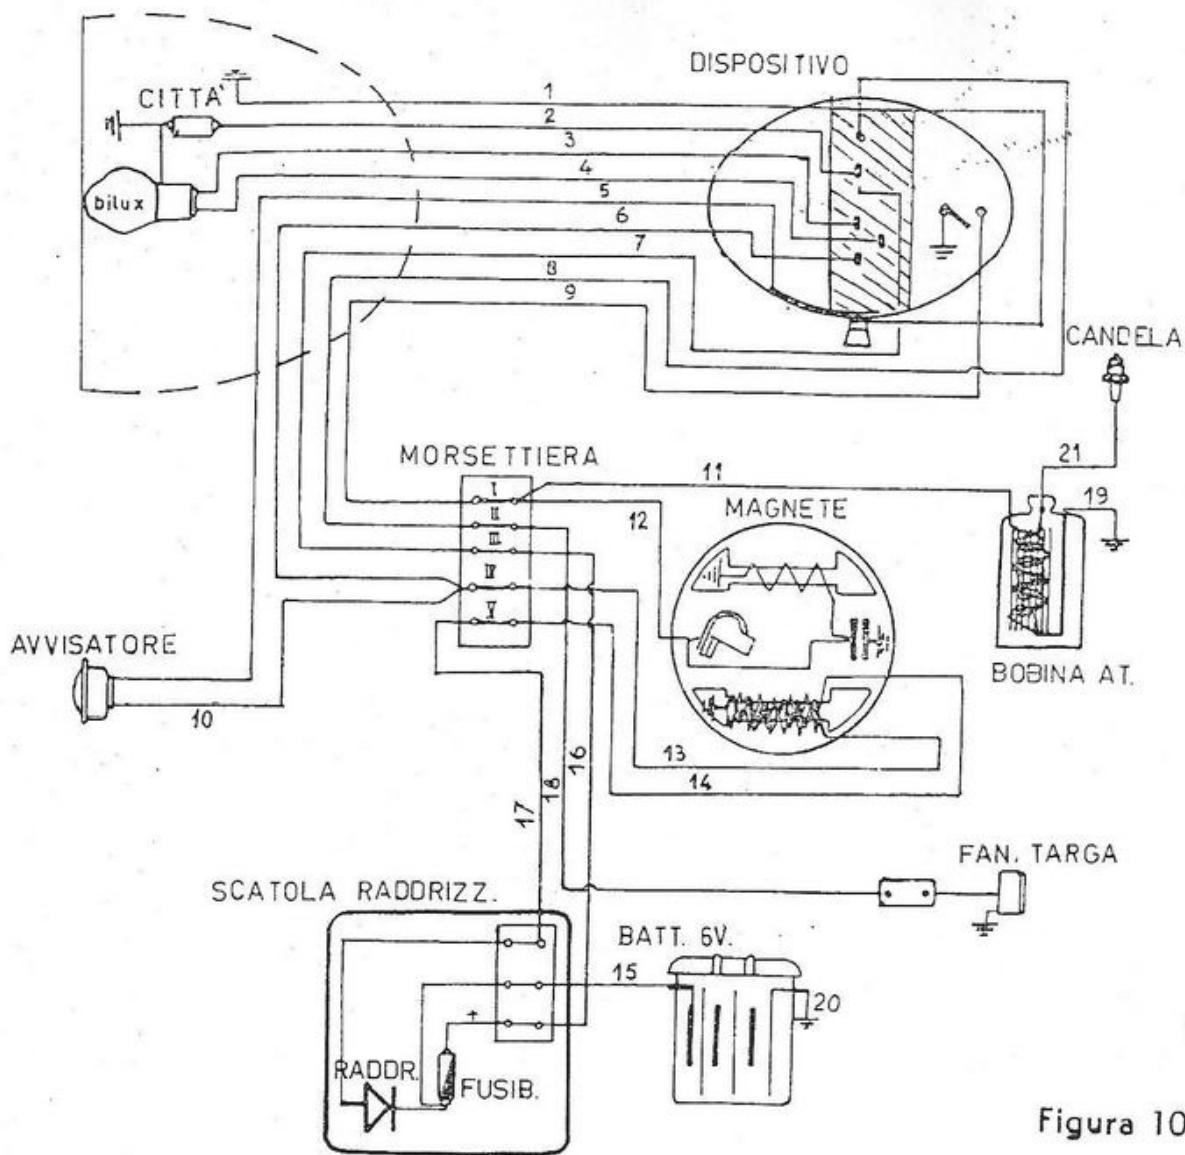 DISPOSITIVO
CITTA'
1
2
3
4
5
6
7
8
9
bilux
CANDELA
MORSETTIERA
I
II
III
IV
V
11
12
MAGNETE
21
19
BOBINA AT.
AVVISATORE
10
13
14
16
17
18
FAN. TARGA
SCATOLA RADDRIZZ.
BATT. 6V.
15
20
+
RADDR.
FUSIB.
Figura 10